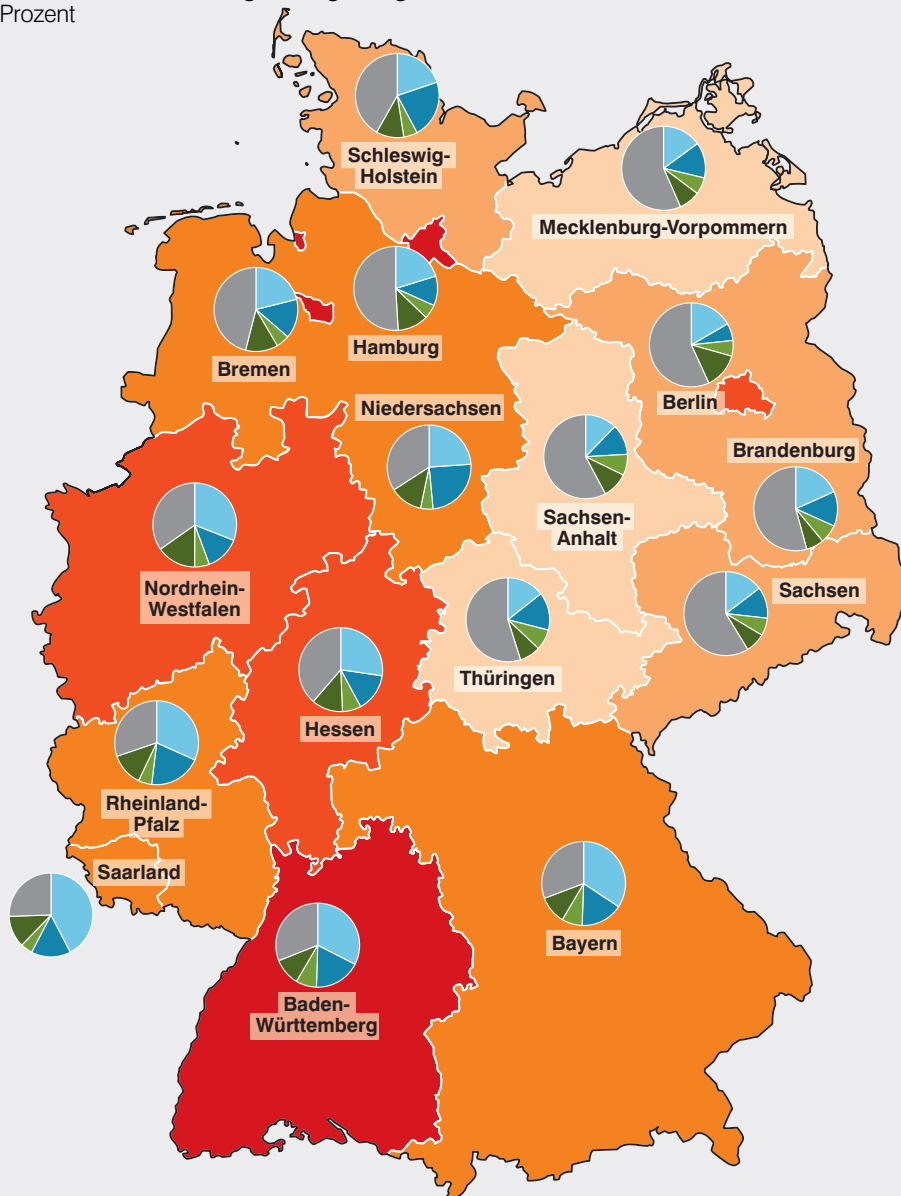 Prozent
Schleswig-
Holstein
Mecklenburg-Vorpommern
Hamburg
Bremen
Berlin
Niedersachsen
Brandenburg
Sachsen-
Anhalt
Nordrhein-
Westfalen
Sachsen
Thüringen
Hessen
Rheinland-
Pfalz
Saarland
Bayern
Baden-
Württemberg